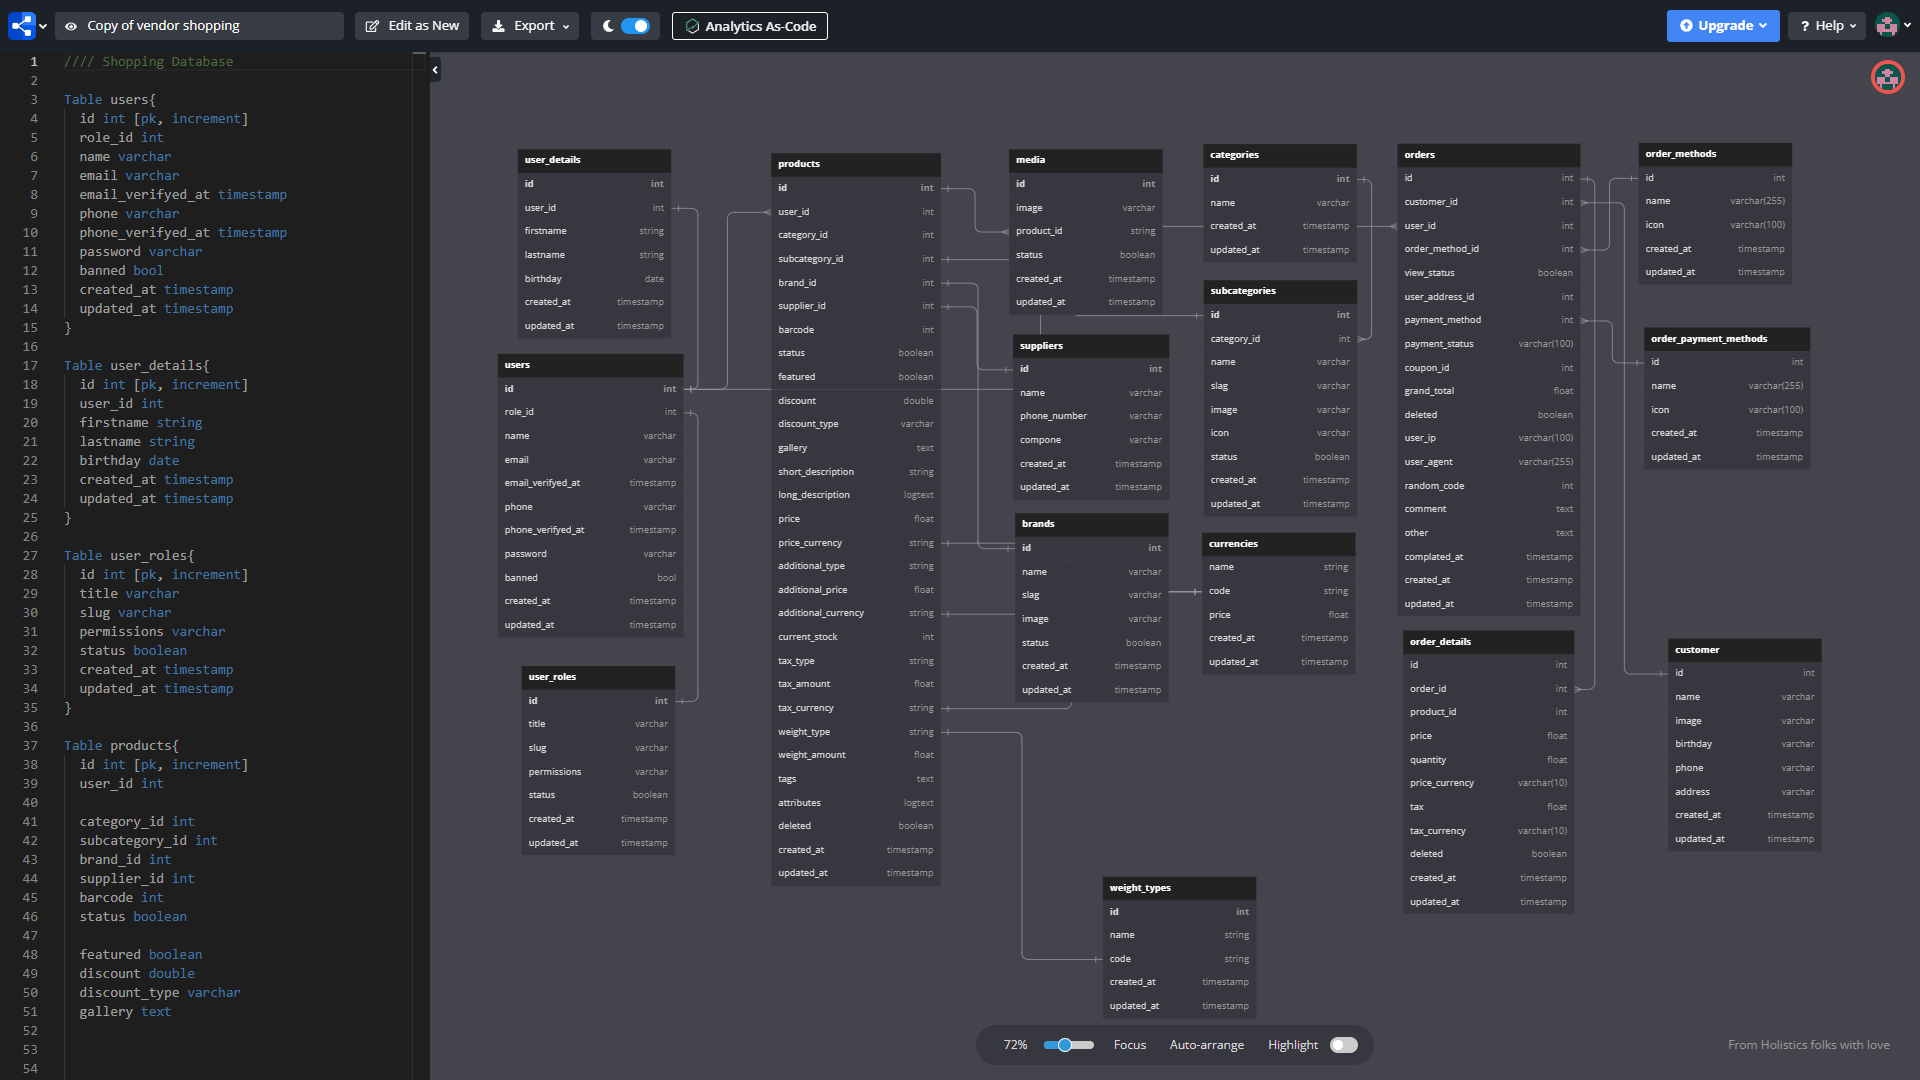 Copy of vendor shopping
Edit as New
Export
Analytics As-Code
Upgrade
? Help
1 //// Shopping Database
2
3 Table users{
4 id int [pk, increment]
5 role_id int
6 name varchar
7 email varchar
8 email_verifyed_at timestamp
9 phone varchar
10 phone_verifyed_at timestamp
11 password varchar
12 banned bool
13 created_at timestamp
14 updated_at timestamp
15 }
16
17 Table user_details{
18 id int [pk, increment]
19 user_id int
20 firstname string
21 lastname string
22 birthday date
23 created_at timestamp
24 updated_at timestamp
25 }
26
27 Table user_roles{
28 id int [pk, increment]
29 title varchar
30 slug varchar
31 permissions varchar
32 status boolean
33 created_at timestamp
34 updated_at timestamp
35 }
36
37 Table products{
38 id int [pk, increment]
39 user_id int
40
41 category_id int
42 subcategory_id int
43 brand_id int
44 supplier_id int
45 barcode int
46 status boolean
47
48 featured boolean
49 discount double
50 discount_type varchar
51 gallery text
52
53
54
user_details
id int
user_id int
firstname string
lastname string
birthday date
created_at timestamp
updated_at timestamp
users
id int
role_id int
name varchar
email varchar
email_verifyed_at timestamp
phone varchar
phone_verifyed_at timestamp
password varchar
banned bool
created_at timestamp
updated_at timestamp
user_roles
id int
title varchar
slug varchar
permissions varchar
status boolean
created_at timestamp
updated_at timestamp
products
id int
user_id int
category_id int
subcategory_id int
brand_id int
supplier_id int
barcode int
status boolean
featured boolean
discount double
discount_type varchar
gallery text
short_description string
long_description logtext
price float
price_currency string
additional_type string
additional_price float
additional_currency string
current_stock int
tax_type string
tax_amount float
tax_currency string
weight_type string
weight_amount float
tags text
attributes logtext
deleted boolean
created_at timestamp
updated_at timestamp
media
id int
image varchar
product_id string
status boolean
created_at timestamp
updated_at timestamp
suppliers
id int
name varchar
phone_number varchar
compone varchar
created_at timestamp
updated_at timestamp
brands
id int
name varchar
slag varchar
image varchar
status boolean
created_at timestamp
updated_at timestamp
weight_types
id int
name string
code string
created_at timestamp
updated_at timestamp
categories
id int
name varchar
created_at timestamp
updated_at timestamp
subcategories
id int
category_id int
name varchar
slag varchar
image varchar
icon varchar
status boolean
created_at timestamp
updated_at timestamp
currencies
name string
code string
price float
created_at timestamp
updated_at timestamp
orders
id int
customer_id int
user_id int
order_method_id int
view_status boolean
user_address_id int
payment_method int
payment_status varchar(100)
coupon_id int
grand_total float
deleted boolean
user_ip varchar(100)
user_agent varchar(255)
random_code int
comment text
other text
complated_at timestamp
created_at timestamp
updated_at timestamp
order_details
id int
order_id int
product_id int
price float
quantity float
price_currency varchar(10)
tax float
tax_currency varchar(10)
deleted boolean
created_at timestamp
updated_at timestamp
order_methods
id int
name varchar(255)
icon varchar(100)
created_at timestamp
updated_at timestamp
order_payment_methods
id int
name varchar(255)
icon varchar(100)
created_at timestamp
updated_at timestamp
customer
id int
name varchar
image varchar
birthday varchar
phone varchar
address varchar
created_at timestamp
updated_at timestamp
72% Focus Auto-arrange Highlight
From Holistics folks with love